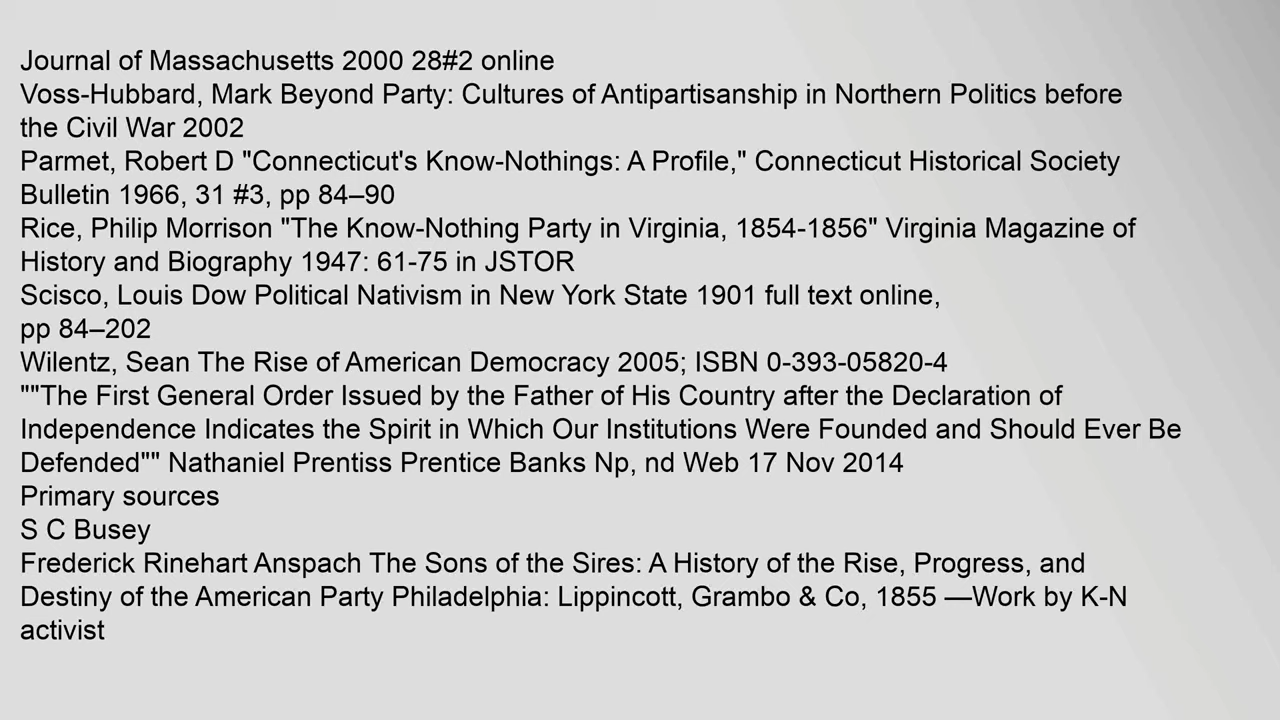 Journal of Massachusetts 2000 28#2 online
Voss-Hubbard, Mark Beyond Party: Cultures of Antipartisanship in Northern Politics before
the Civil War 2002
Parmet, Robert D "Connecticut's Know-Nothings: A Profile," Connecticut Historical Society
Bulletin 1966, 31 #3, pp 84–90
Rice, Philip Morrison "The Know-Nothing Party in Virginia, 1854-1856" Virginia Magazine of
History and Biography 1947: 61-75 in JSTOR
Scisco, Louis Dow Political Nativism in New York State 1901 full text online,
pp 84–202
Wilentz, Sean The Rise of American Democracy 2005; ISBN 0-393-05820-4
""The First General Order Issued by the Father of His Country after the Declaration of
Independence Indicates the Spirit in Which Our Institutions Were Founded and Should Ever Be
Defended"" Nathaniel Prentiss Prentice Banks Np, nd Web 17 Nov 2014
Primary sources
S C Busey
Frederick Rinehart Anspach The Sons of the Sires: A History of the Rise, Progress, and
Destiny of the American Party Philadelphia: Lippincott, Grambo & Co, 1855 —Work by K-N
activist